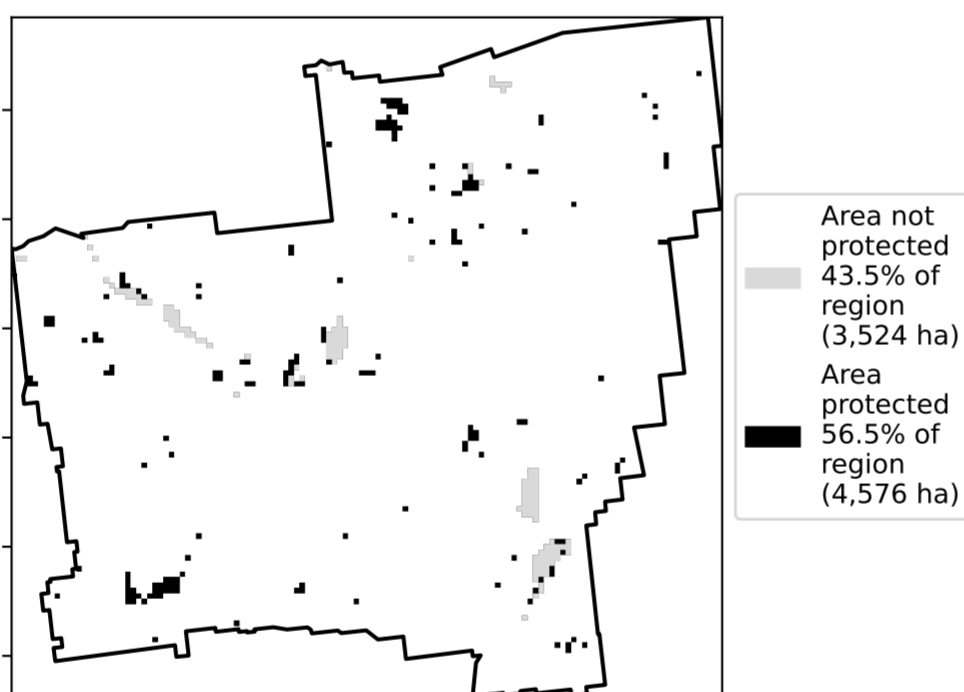 Area not
protected
43.5% of
region
(3,524 ha)
Area
protected
56.5% of
region
(4,576 ha)